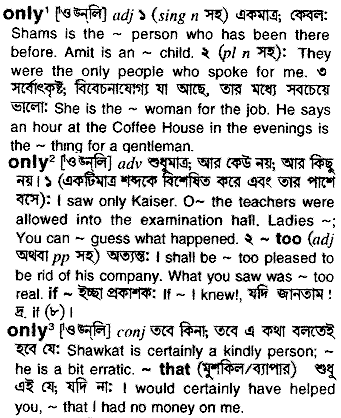 only¹ [ˈওউন্‌লি] adj ১ (sing n সহ) একমাত্র; কেবল:
Shams is the ~ person who has been there
before. Amit is an ~ child. ২ (pl n সহ): They
were the only people who spoke for me. ৩
সর্বোৎকৃষ্ট; বিবেচনাযোগ্য যা আছে, তার মধ্যে সবচেয়ে
ভালো: She is the ~ woman for the job. He says
an hour at the Coffee House in the evenings is
the ~ thing for a gentleman.
only² [ˈওউন্‌লি] adv শুধুমাত্র; আর কেউ নয়; আর কিছু
নয়। ১ (একটিমাত্র শব্দকে বিশেষিত করে এবং তার পাশে
বসে): I saw only Kaiser. O~ the teachers were
allowed into the examination hall. Ladies ~;
You can ~ guess what happened. ২ ~ too (adj
অথবা pp সহ) অত্যন্ত: I shall be ~ too pleased to
be rid of his company. What you saw was ~ too
real. if ~ ইচ্ছা প্রকাশক: If ~ I knew!, যদি জানতাম !
দ্র. if (৮)।
only³ [ˈওউন্‌লি] conj তবে কিনা; তবে এ কথা বলতেই
হবে যে: Shawkat is certainly a kindly person; ~
he is a bit erratic. ~ that (মুশকিল/ব্যাপার) শুধু
এই যে; যদি না: I would certainly have helped
you, ~ that I had no money on me.